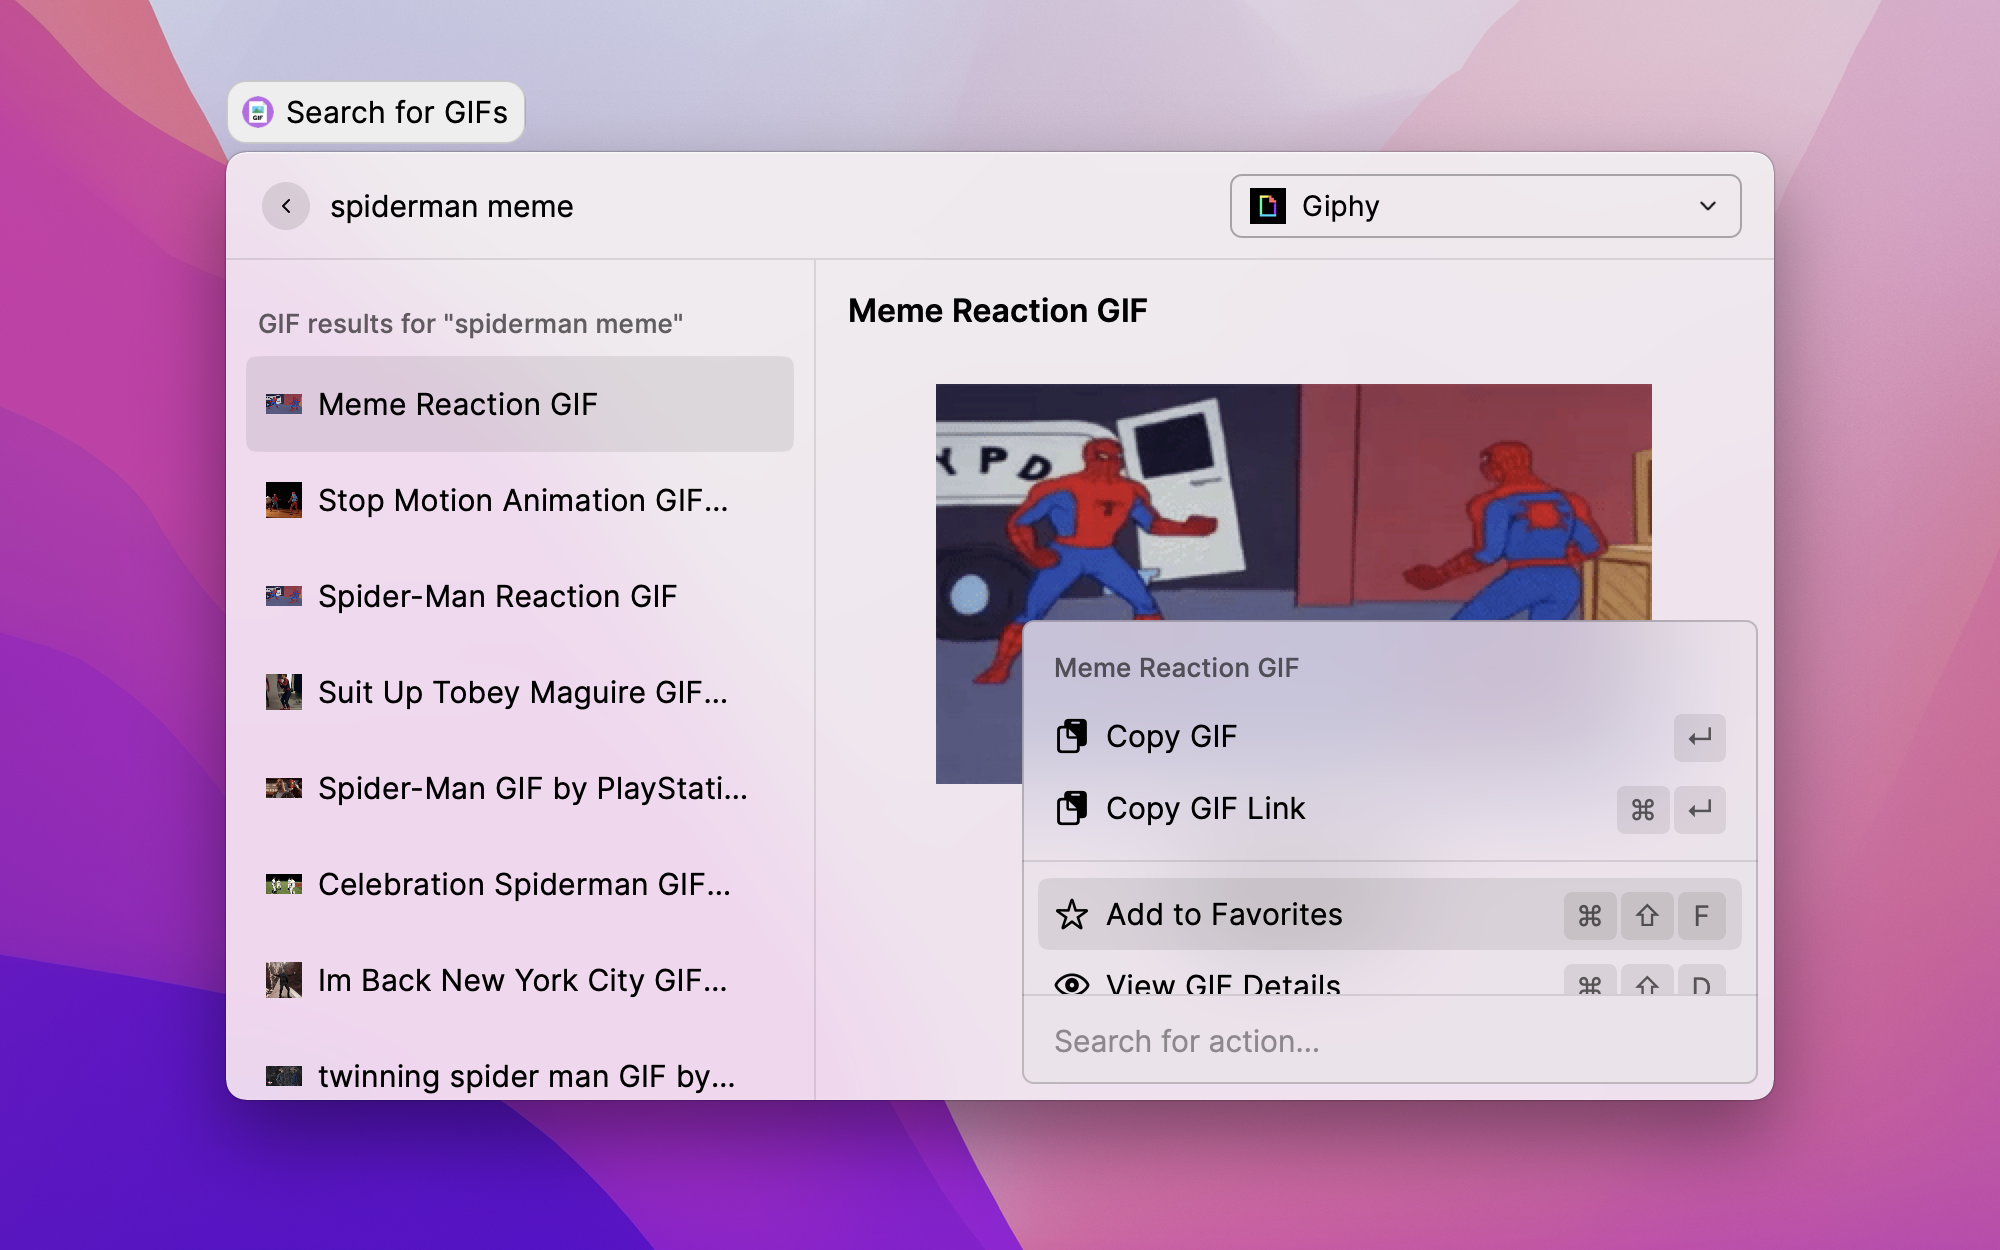 Search for GIFs
spiderman meme
Giphy
GIF results for "spiderman meme"
Meme Reaction GIF
Stop Motion Animation GIF...
Spider-Man Reaction GIF
Suit Up Tobey Maguire GIF...
Spider-Man GIF by PlayStati...
Celebration Spiderman GIF...
Im Back New York City GIF...
twinning spider man GIF by...
Meme Reaction GIF
PD
Meme Reaction GIF
Copy GIF ↵
Copy GIF Link ⌘ ↵
Add to Favorites ⌘ ⇧ F
View GIF Details ⌘ ⇧ D
Search for action...